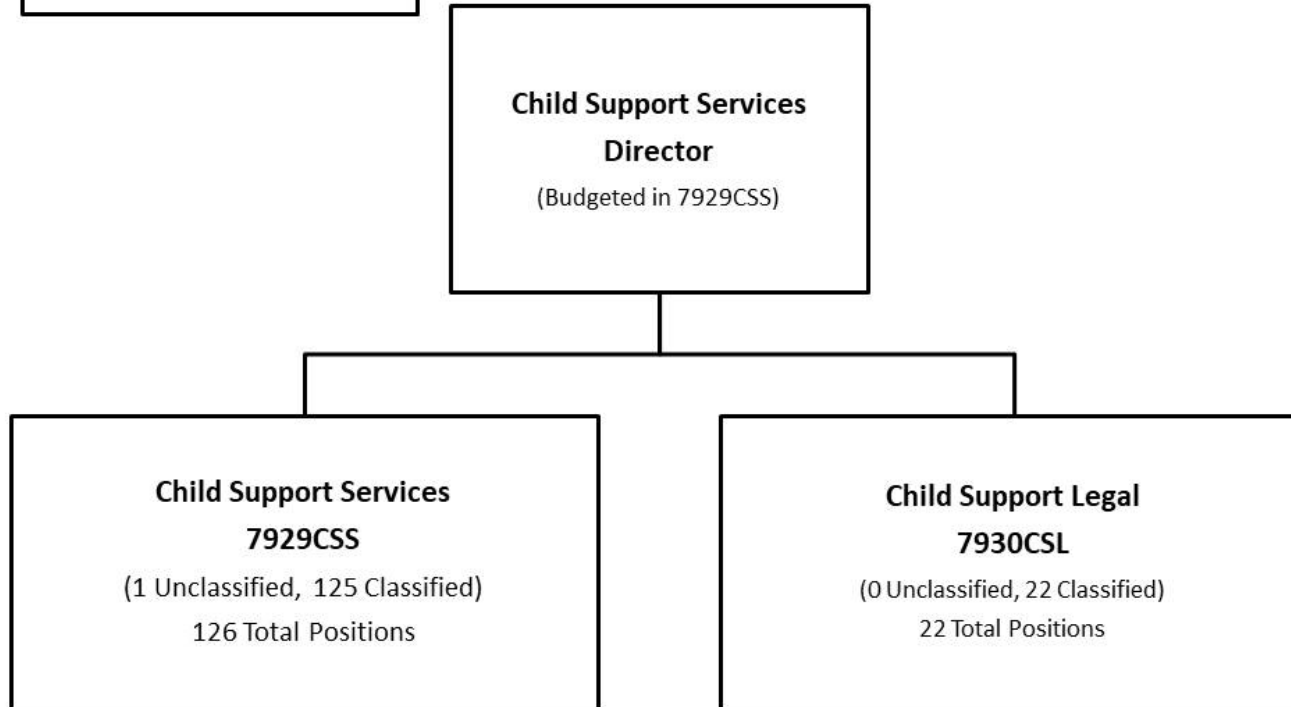 Child Support Services
Director
(Budgeted in 7929CSS)
Child Support Services
7929CSS
(1 Unclassified, 125 Classified)
126 Total Positions
Child Support Legal
7930CSL
(0 Unclassified, 22 Classified)
22 Total Positions